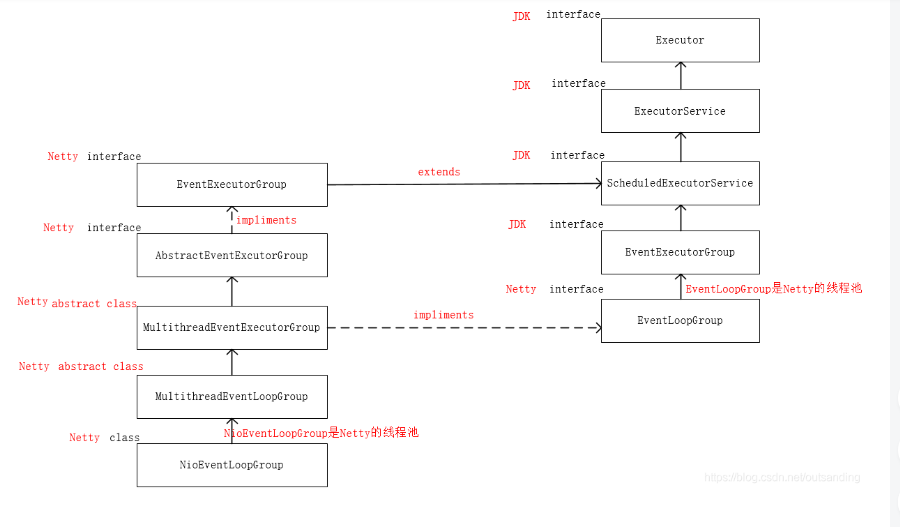 JDK interface
Executor
JDK interface
ExecutorService
Netty interface
JDK interface
EventExecutorGroup
extends
ScheduledExecutorService
impliments
Netty interface
JDK interface
AbstractEventExcutorGroup
EventExecutorGroup
Netty interface
EventLoopGroup是Netty的线程池
Netty abstract class
MultithreadEventExecutorGroup
impliments
EventLoopGroup
Netty abstract class
MultithreadEventLoopGroup
Netty class
NioEventLoopGroup是Netty的线程池
NioEventLoopGroup
https://blog.csdn.net/outsanding